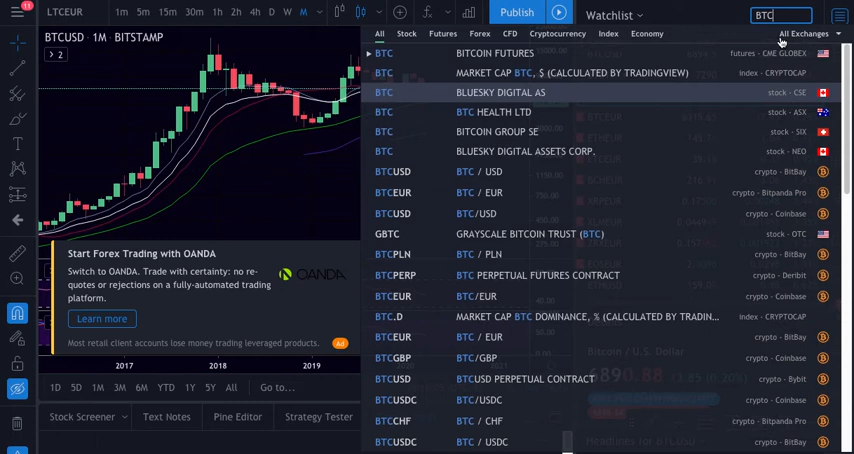 11
LTCEUR 1m 5m 15m 30m 1h 2h 4h D W M Publish Watchlist BTC
BTCUSD · 1M · BITSTAMP
2
All Stock Futures Forex CFD Cryptocurrency Index Economy All Exchanges
BTC BITCOIN FUTURES futures - CME GLOBEX
BTC MARKET CAP BTC, $ (CALCULATED BY TRADINGVIEW) index - CRYPTOCAP
BTC BLUESKY DIGITAL AS stock - CSE
BTC BTC HEALTH LTD stock - ASX
BTC BITCOIN GROUP SE stock - SIX
BTC BLUESKY DIGITAL ASSETS CORP. stock - NEO
BTCUSD BTC / USD crypto - BitBay
BTCEUR BTC / EUR crypto - Bitpanda Pro
BTCUSD BTC/USD crypto - Coinbase
GBTC GRAYSCALE BITCOIN TRUST (BTC) stock - OTC
BTCPLN BTC / PLN crypto - BitBay
BTCPERP BTC PERPETUAL FUTURES CONTRACT crypto - Deribit
BTCEUR BTC/EUR crypto - Coinbase
BTC.D MARKET CAP BTC DOMINANCE, % (CALCULATED BY TRADIN... index - CRYPTOCAP
BTCEUR BTC / EUR crypto - BitBay
BTCGBP BTC/GBP crypto - Coinbase
BTCUSD BTCUSD PERPETUAL CONTRACT crypto - Bybit
BTCUSDC BTC/USDC crypto - Coinbase
BTCCHF BTC / CHF crypto - Bitpanda Pro
BTCUSDC BTC / USDC crypto - BitBay
Start Forex Trading with OANDA
Switch to OANDA. Trade with certainty: no re-
quotes or rejections on a fully-automated trading
platform.
OANDA
Learn more
Most retail client accounts lose money trading leveraged products. Ad
2017 2018 2019
1D 5D 1M 3M 6M YTD 1Y 5Y All Go to...
Stock Screener Text Notes Pine Editor Strategy Tester
Bitcoin / U.S. Dollar
6890.88
Headlines for BTCUSD